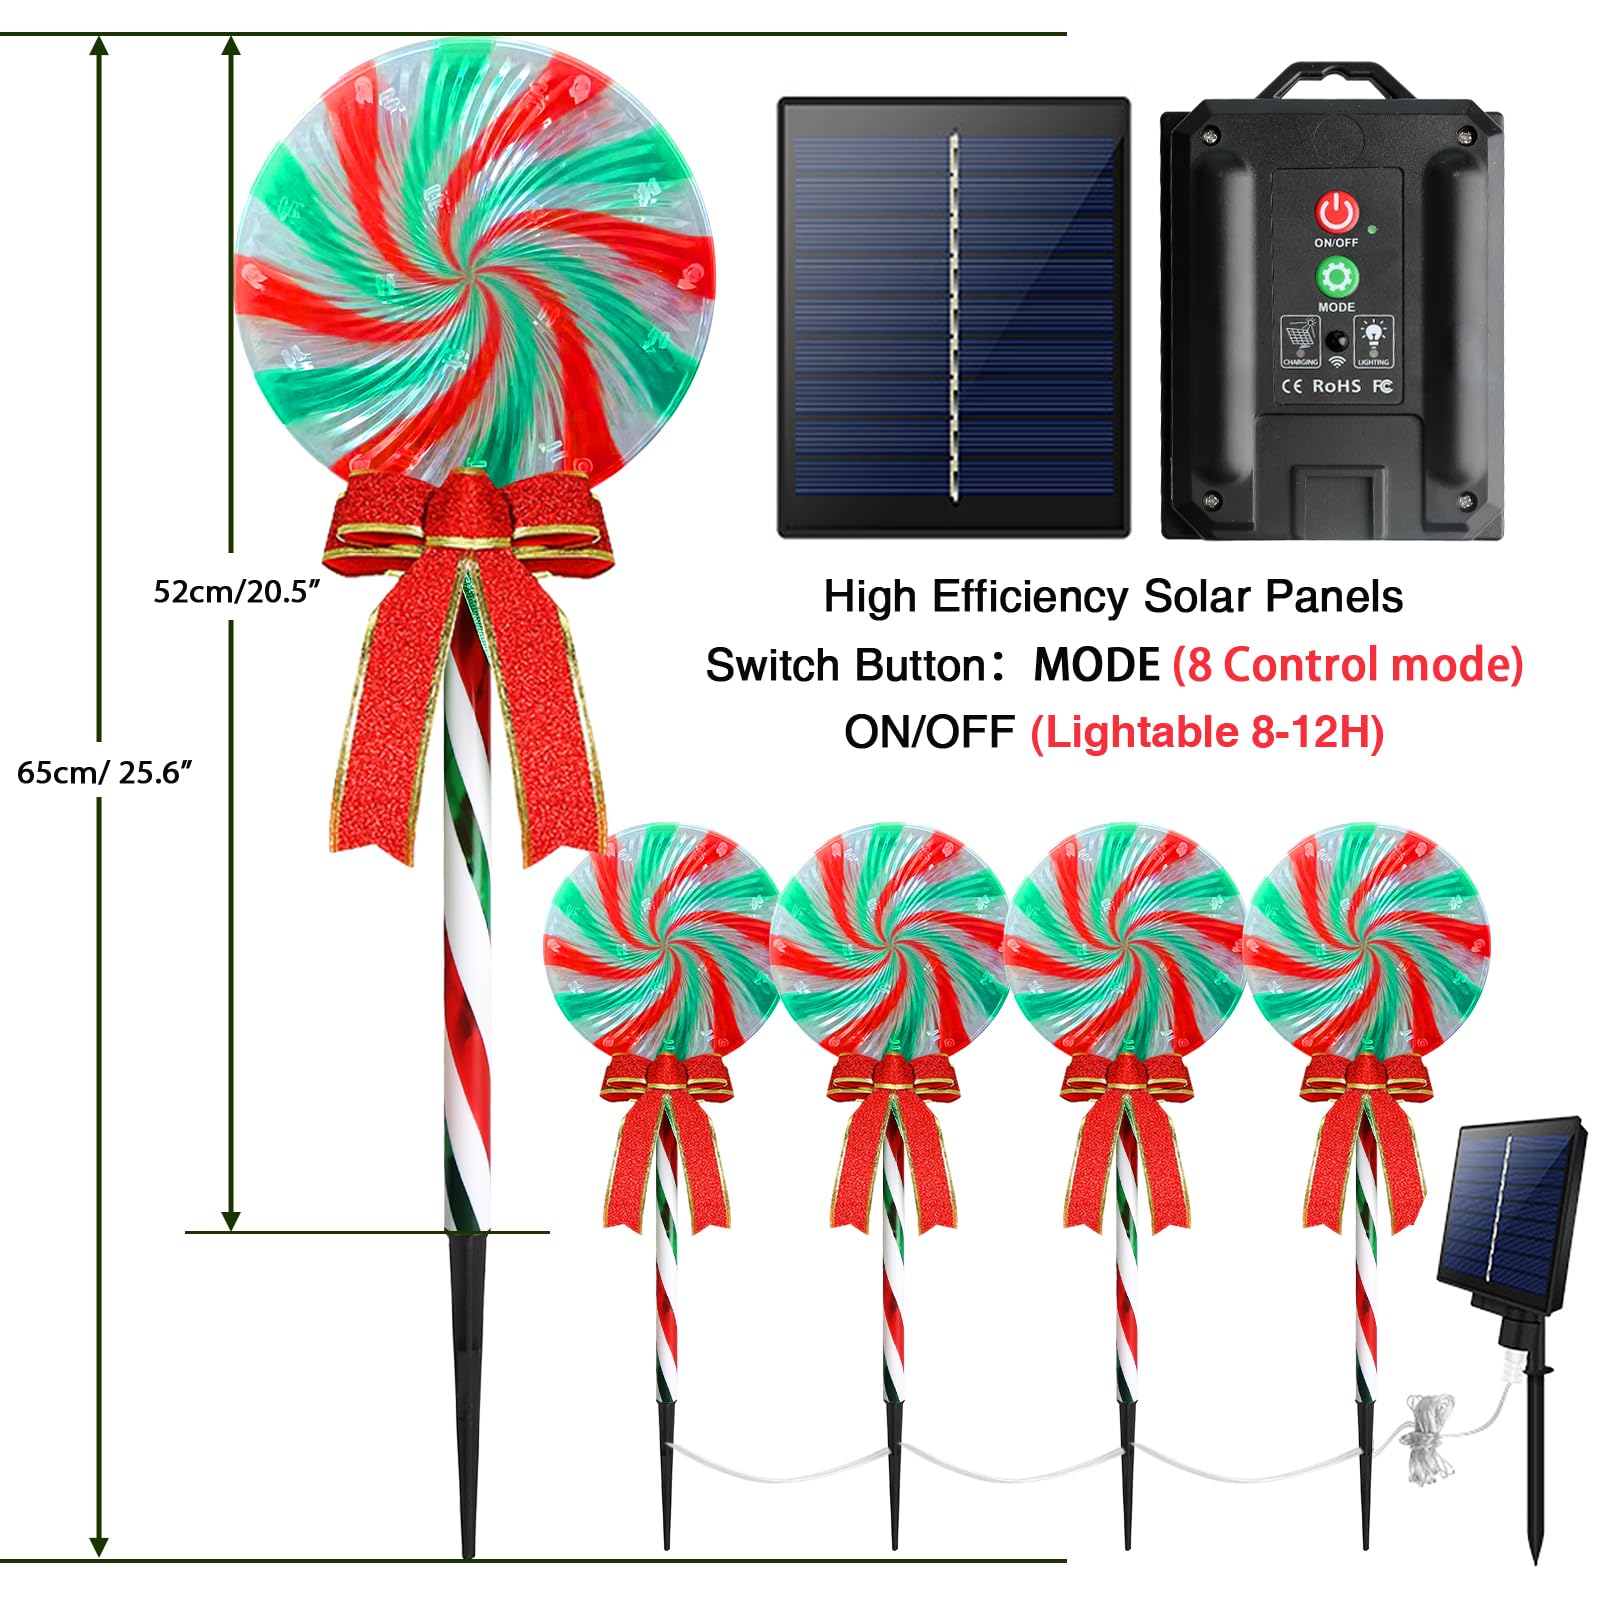 ON/OFF
MODE
CHARGING
LIGHTING
CE RoHS FC
52cm/20.5"
High Efficiency Solar Panels
Switch Button：MODE (8 Control mode)
ON/OFF (Lightable 8-12H)
65cm/ 25.6"